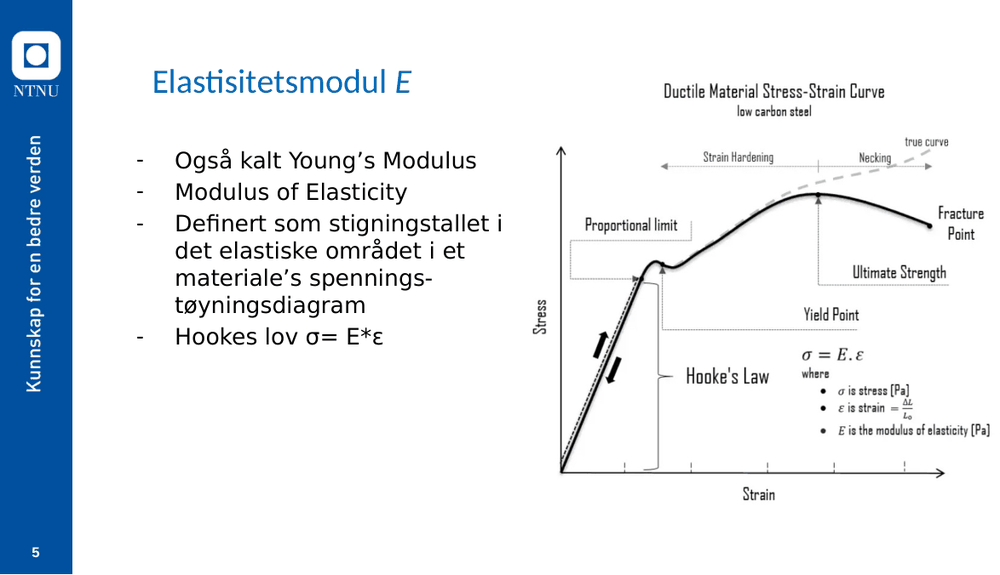 NTNU
Kunnskap for en bedre verden
5
Elastisitetsmodul E
- Også kalt Young’s Modulus
- Modulus of Elasticity
- Definert som stigningstallet i
det elastiske området i et
materiale’s spennings-
tøyningsdiagram
- Hookes lov σ= E*ε
Ductile Material Stress-Strain Curve
low carbon steel
true curve
Strain Hardening
Necking
Proportional limit
Fracture
Point
Ultimate Strength
Yield Point
Stress
Hooke's Law
σ = E.ε
where
• σ is stress [Pa]
• ε is strain = ΔL/L₀
• E is the modulus of elasticity [Pa]
Strain